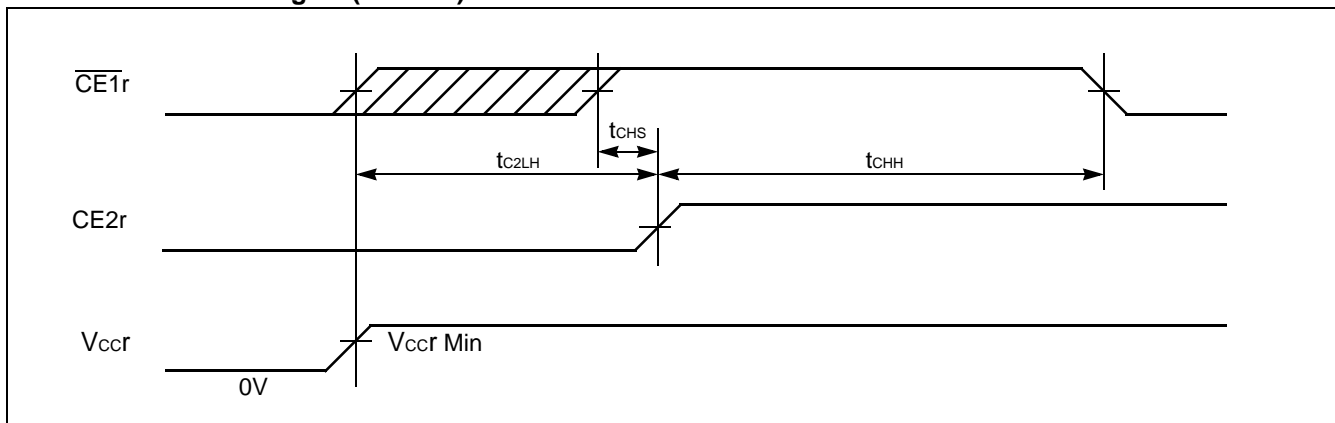 CE1r
tCHS
tC2LH
tCHH
CE2r
VCCr
VCCr Min
0V